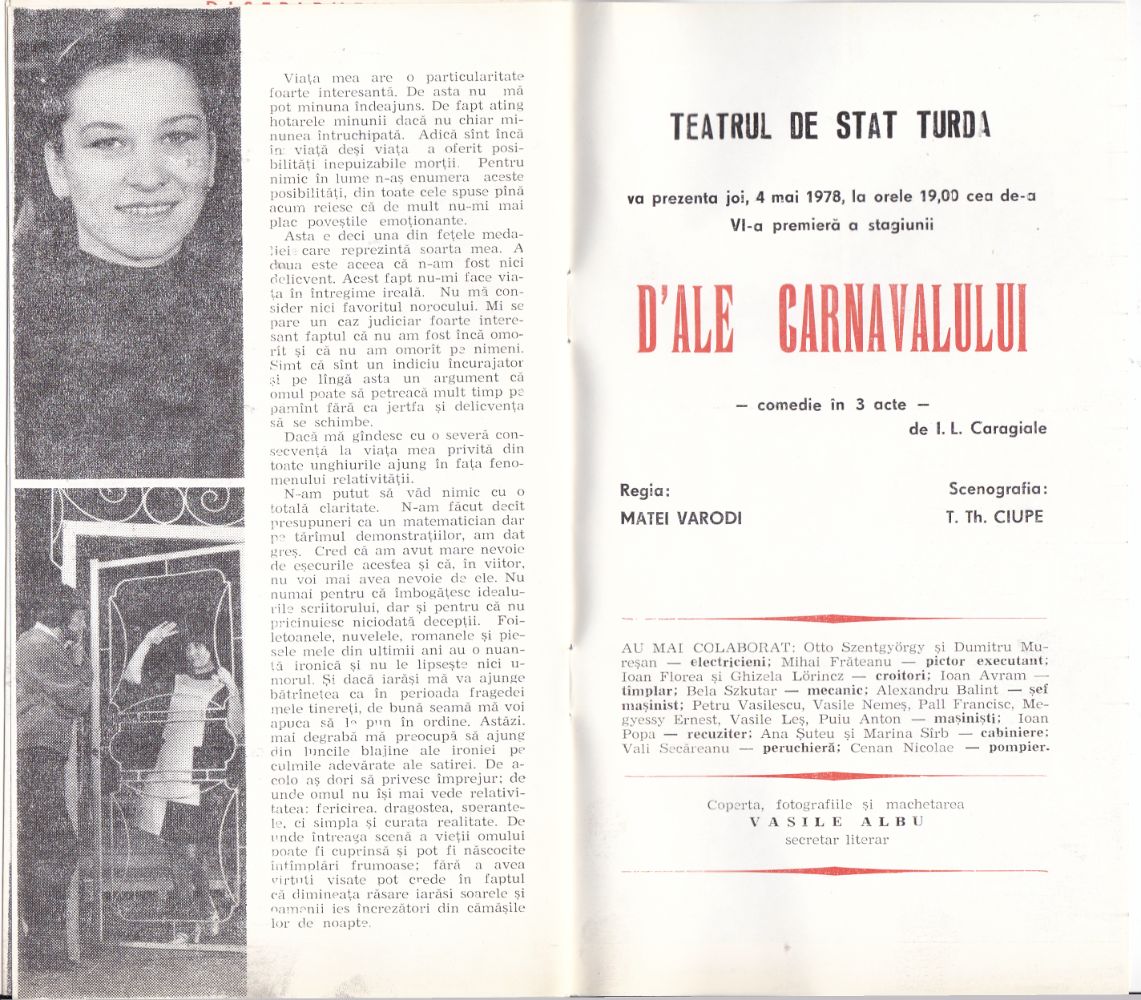 Viața mea are o particularitate
foarte interesantă. De asta nu mă
pot minuna îndeajuns. De fapt ating
hotarele minunii dacă nu chiar mi-
nunea întruchipată. Adică sînt încă
în viață deși viața a oferit posi-
bilități inepuizabile morții. Pentru
nimic în lume n-aș enumera aceste
posibilități, din toate cele spuse pînă
acum reiese că de mult nu-mi mai
plac poveștile emoționante.
Asta e deci una din fețele meda-
liei care reprezintă soarta mea. A
doua este aceea că n-am fost nici
delicvent. Acest fapt nu-mi face via-
ța în întregime ireală. Nu mă con-
sider nici favoritul norocului. Mi se
pare un caz judiciar foarte intere-
sant faptul că nu am fost încă omo-
rît și că nu am omorît pe nimeni.
Simt că sînt un indiciu încurajator
și pe lîngă asta un argument că
omul poate să petreacă mult timp pe
pamînt fără ca jertfa și delicvența
să se schimbe.
Dacă mă gîndesc cu o severă con-
secvență la viața mea privită din
toate unghiurile ajung în fața feno-
menului relativității.
N-am putut să văd nimic cu o
totală claritate. N-am făcut decît
presupuneri ca un matematician dar
pe tărîmul demonstrațiilor, am dat
greș. Cred că am avut mare nevoie
de eșecurile acestea și că, în viitor,
nu voi mai avea nevoie de ele. Nu
numai pentru că îmbogățesc idealu-
rile scriitorului, dar și pentru că nu
pricinuiesc niciodată decepții. Foi-
letoanele, nuvelele, romanele și pie-
sele mele din ultimii ani au o nuan-
tă ironică și nu le lipsește nici u-
morul. Și dacă iarăși mă va ajunge
bătrînețea ca în perioada fragedei
mele tinereți, de bună seamă mă voi
apuca să le pun în ordine. Astăzi,
mai degrabă mă preocupă să ajung
din luncile blajine ale ironiei pe
culmile adevărate ale satirei. De a-
colo aș dori să privesc împrejur; de
unde omul nu își mai vede relativi-
tatea: fericirea, dragostea, sperante-
le, ci simpla și curata realitate. De
unde întreaga scenă a vieții omului
poate fi cuprinsă și pot fi născocite
întîmplări frumoase; fără a avea
virtuți visate pot crede în faptul
că dimineața răsare iarăsi soarele și
oamenii ies încrezători din cămășile
lor de noapte.
TEATRUL DE STAT TURDA
va prezenta joi, 4 mai 1978, la orele 19,00 cea de-a
VI-a premieră a stagiunii
D'ALE CARNAVALULUI
— comedie în 3 acte —
de I. L. Caragiale
Regia: Scenografia:
MATEI VARODI T. Th. CIUPE
AU MAI COLABORAT: Otto Szentgyörgy și Dumitru Mu-
reșan — electricieni; Mihai Frăteanu — pictor executant;
Ioan Florea și Ghizela Lörincz — croitori; Ioan Avram —
tîmplar; Bela Szkutar — mecanic; Alexandru Balint — șef
mașinist; Petru Vasilescu, Vasile Nemeș, Pall Francisc, Me-
gyessy Ernest, Vasile Leș, Puiu Anton — mașiniști; Ioan
Popa — recuziter; Ana Șuteu și Marina Sîrb — cabiniere;
Vali Secăreanu — peruchieră; Cenan Nicolae — pompier.
Coperta, fotografiile și machetarea
VASILE ALBU
secretar literar